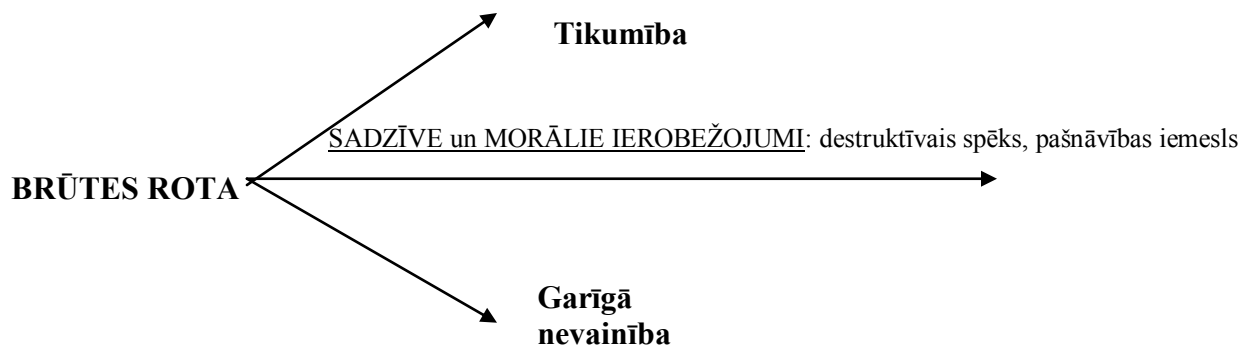 Tikumība
SADZĪVE un MORĀLIE IEROBEŽOJUMI: destruktīvais spēks, pašnāvības iemesls
BRŪTES ROTA
Garīgā
nevainība